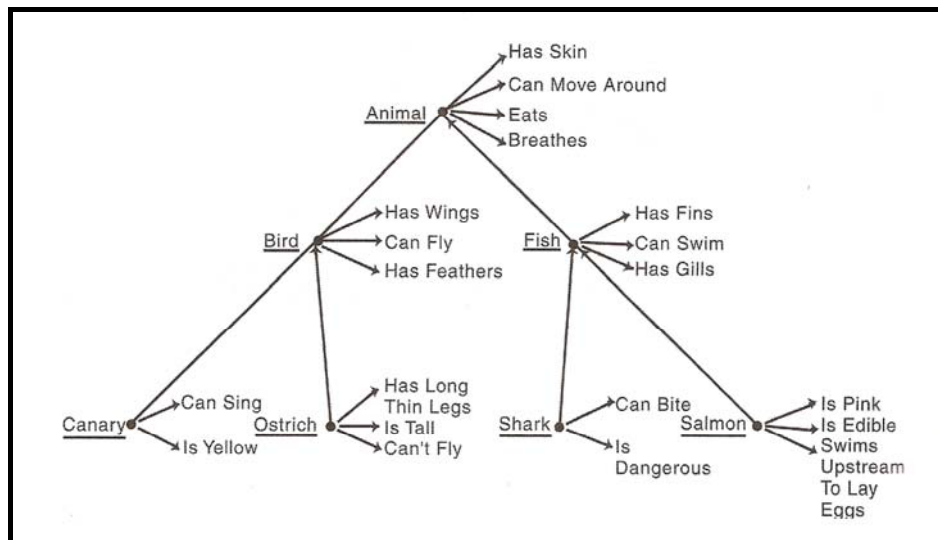 Has Skin
Can Move Around
Animal
Eats
Breathes
Has Wings
Bird
Can Fly
Has Feathers
Has Fins
Fish
Can Swim
Has Gills
Canary
Can Sing
Is Yellow
Ostrich
Has Long
Thin Legs
Is Tall
Can't Fly
Shark
Can Bite
Is
Dangerous
Salmon
Is Pink
Is Edible
Swims
Upstream
To Lay
Eggs